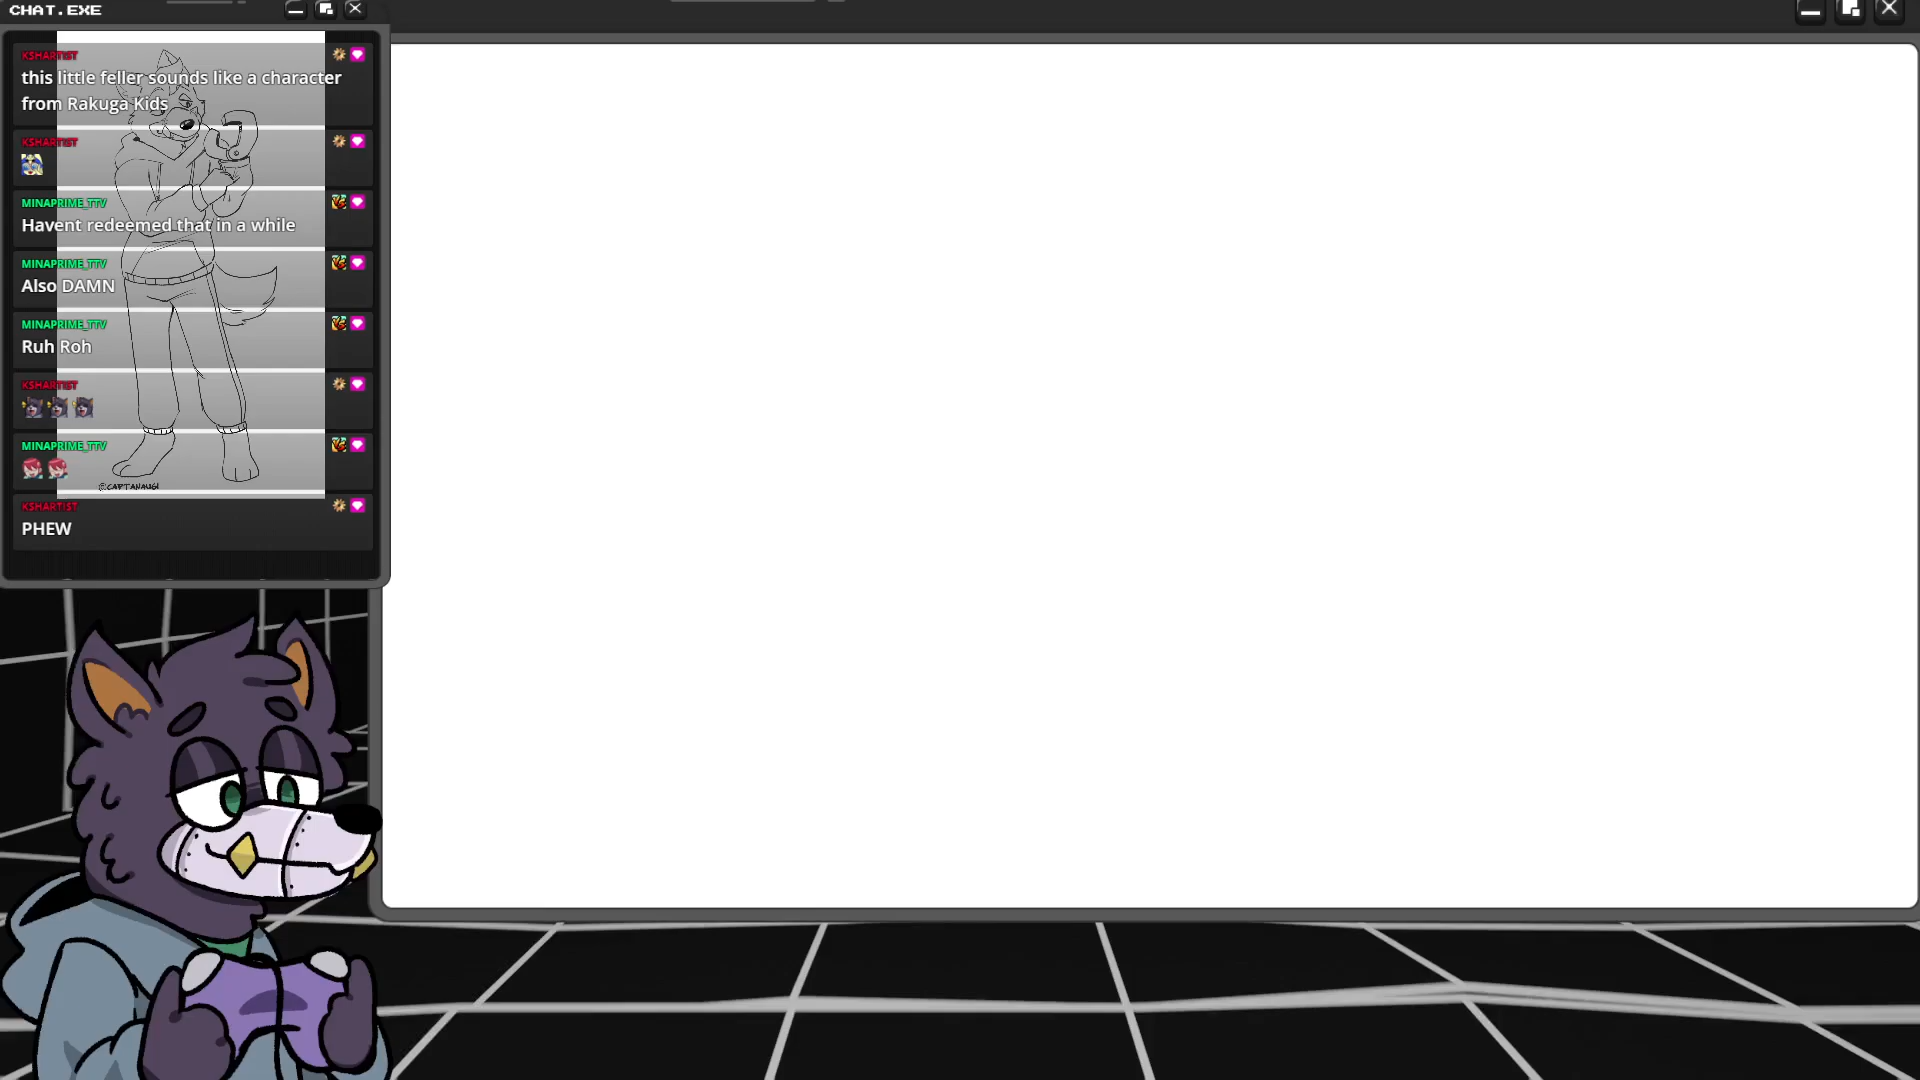 CHAT.EXE
KSHARTIST
this little feller sounds like a character
from Rakuga Kids
KSHARTIST
MINAPRIME_TTV
Havent redeemed that in a while
MINAPRIME_TTV
Also DAMN
MINAPRIME_TTV
Ruh Roh
KSHARTIST
MINAPRIME_TTV
@CAPTAINAUGI
KSHARTIST
PHEW